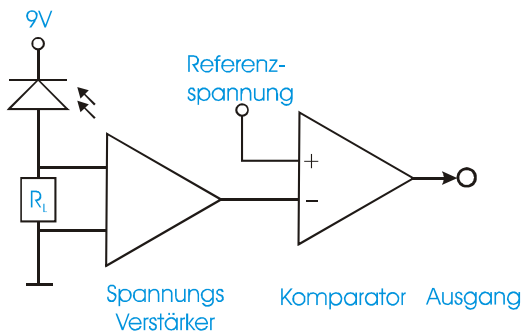 9V
Referenz-
spannung
+
−
R_L
Spannungs
Verstärker
Komparator
Ausgang